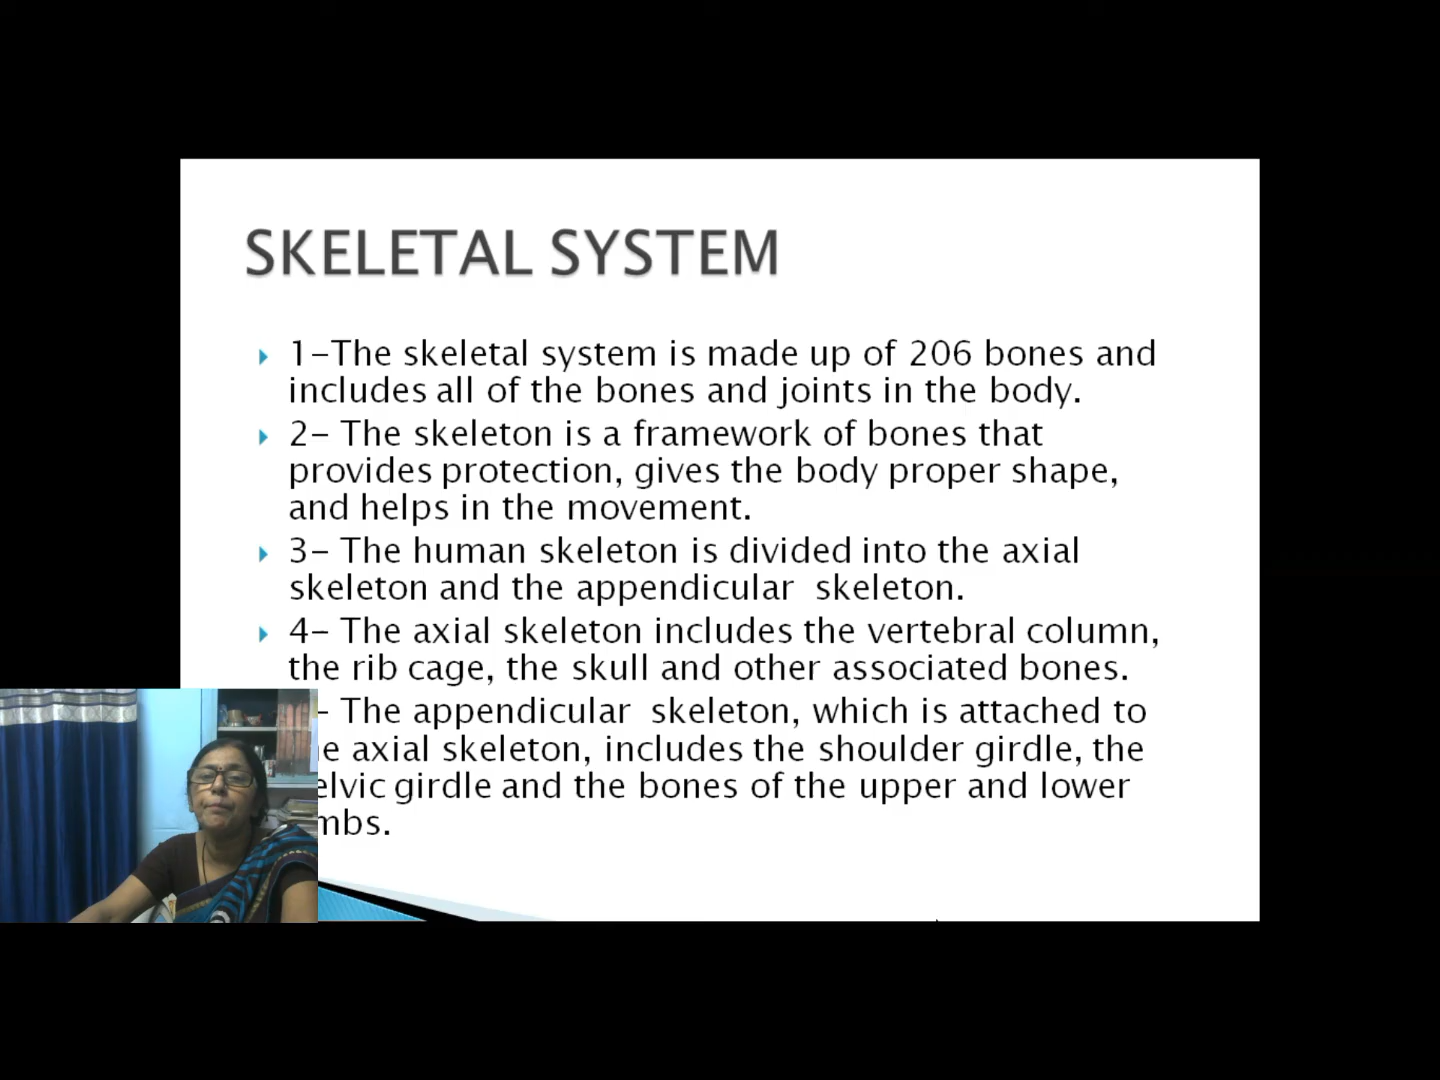 SKELETAL SYSTEM
1-The skeletal system is made up of 206 bones and
includes all of the bones and joints in the body.
2- The skeleton is a framework of bones that
provides protection, gives the body proper shape,
and helps in the movement.
3- The human skeleton is divided into the axial
skeleton and the appendicular skeleton.
4- The axial skeleton includes the vertebral column,
the rib cage, the skull and other associated bones.
- The appendicular skeleton, which is attached to
axial skeleton, includes the shoulder girdle, the
girdle and the bones of the upper and lower